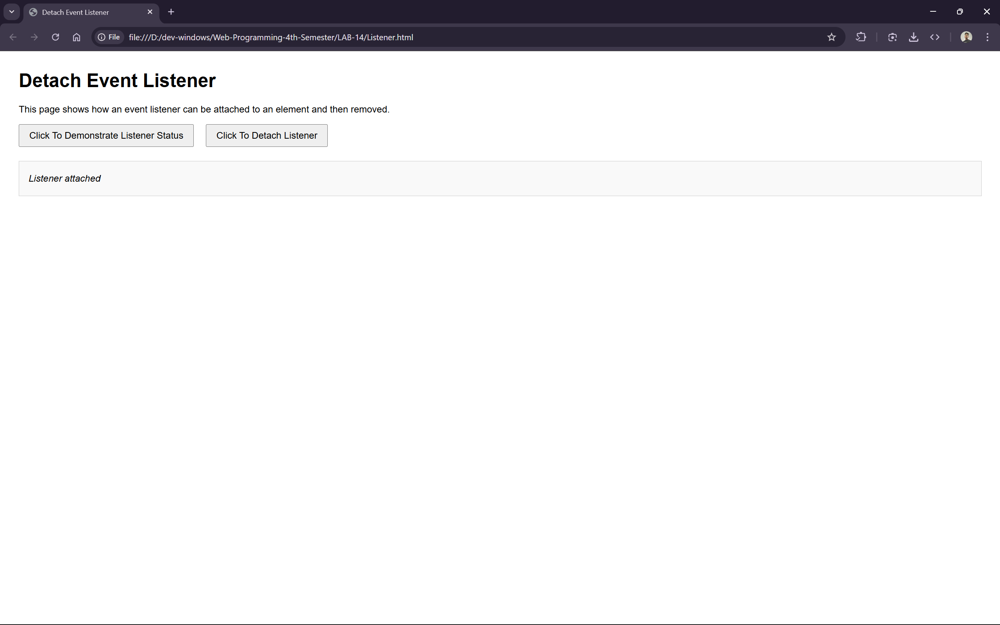 Detach Event Listener
File file:///D:/dev-windows/Web-Programming-4th-Semester/LAB-14/Listener.html
Detach Event Listener
This page shows how an event listener can be attached to an element and then removed.
Click To Demonstrate Listener Status Click To Detach Listener
Listener attached